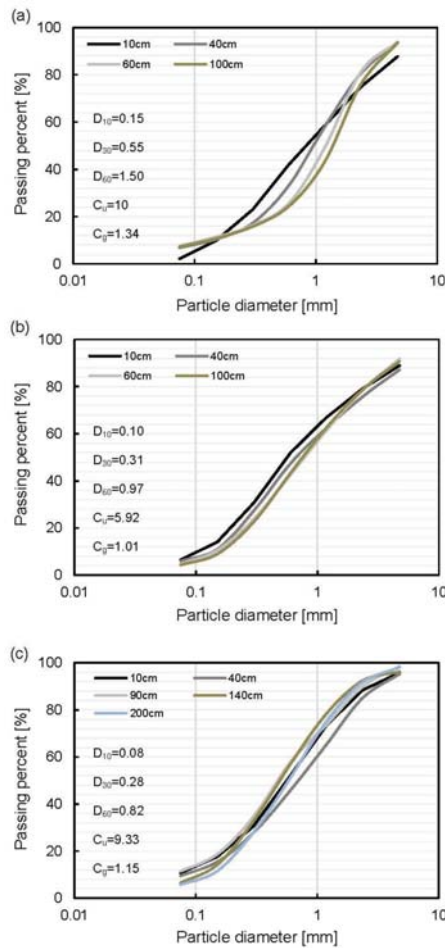 (a)
100
80
60
40
20
0
Passing percent [%]
10cm 40cm
60cm 100cm
D10=0.15
D30=0.55
D60=1.50
Cu=10
Cg=1.34
0.01 0.1 1 10
Particle diameter [mm]
(b)
100
80
60
40
20
0
Passing percent [%]
10cm 40cm
60cm 100cm
D10=0.10
D30=0.31
D60=0.97
Cu=5.92
Cg=1.01
0.01 0.1 1 10
Particle diameter [mm]
(c)
100
80
60
40
20
0
Passing percent [%]
10cm 40cm
90cm 140cm
200cm
D10=0.08
D30=0.28
D60=0.82
Cu=9.33
Cg=1.15
0.01 0.1 1 10
Particle diameter [mm]